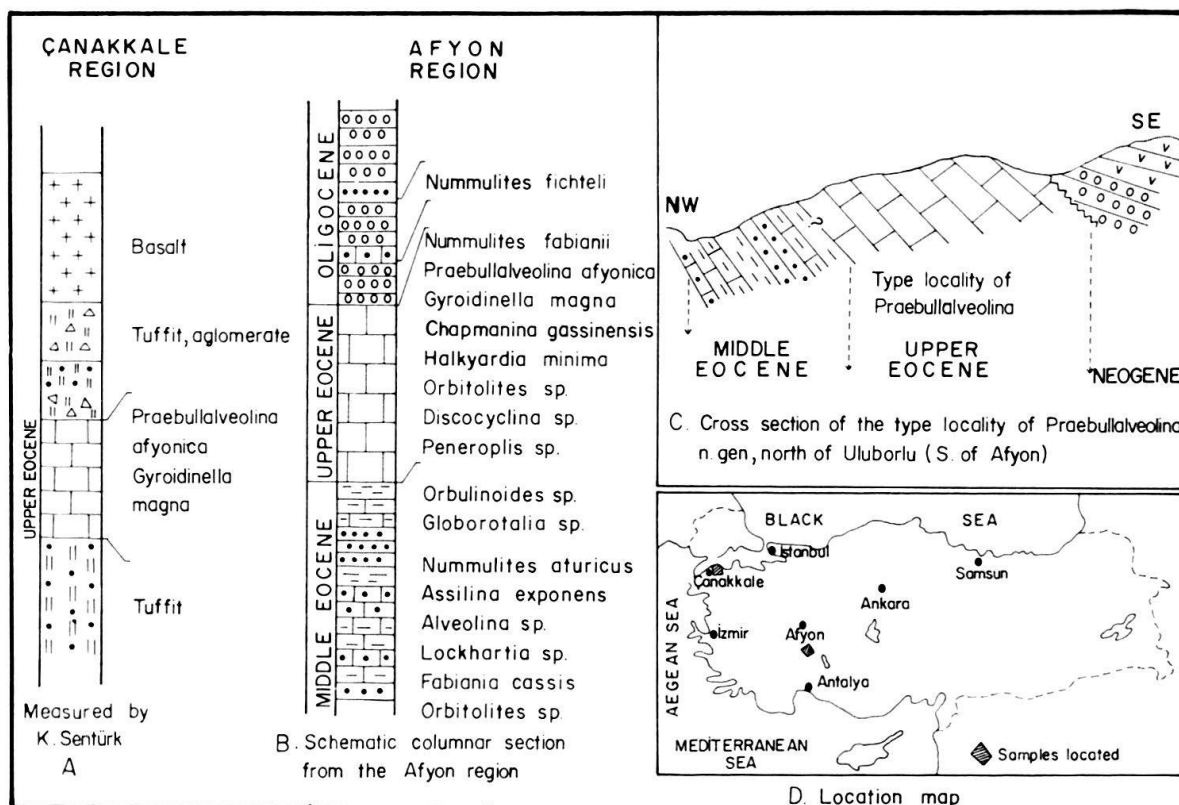 ÇANAKKALE
REGION
Basalt
Tuffit, aglomerate
Praebullalveolina
afyonica
Gyroidinella
magna
UPPER EOCENE
Tuffit
Measured by
K. Sentürk
A
AFYON
REGION
OLİGOCENE
UPPER EOCENE
MIDDLE EOCENE
Nummulites fichteli
Nummulites fabianii
Praebullalveolina afyonica
Gyroidinella magna
Chapmanina gassinensis
Halkyardia minima
Orbitolites sp.
Discocyclina sp.
Peneroplis sp.
Orbulinoides sp.
Globorotalia sp.
Nummulites aturicus
Assilina exponens
Alveolina sp.
Lockhartia sp.
Fabiania cassis
Orbitolites sp.
B. Schematic columnar section
from the Afyon region
NW
SE
?
Type locality of
Praebullalveolina
MIDDLE
EOCENE
UPPER
EOCENE
NEOGENE
C. Cross section of the type locality of Praebullalveolina
n. gen, north of Uluborlu (S. of Afyon)
BLACK SEA
İstanbul
Samsun
Çanakkale
Ankara
AEGEAN SEA
İzmir
Afyon
Antalya
MEDİTERRANEAN
SEA
Samples located
D. Location map